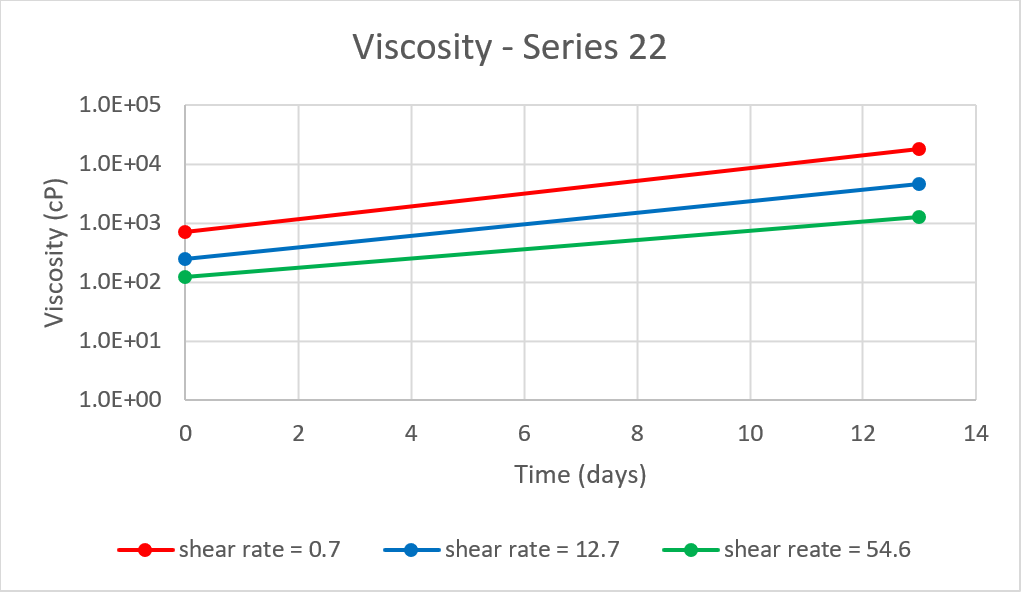 Viscosity - Series 22
1.0E+05
1.0E+04
1.0E+03
1.0E+02
1.0E+01
1.0E+00
Viscosity (cP)
0 2 4 6 8 10 12 14
Time (days)
shear rate = 0.7 shear rate = 12.7 shear reate = 54.6